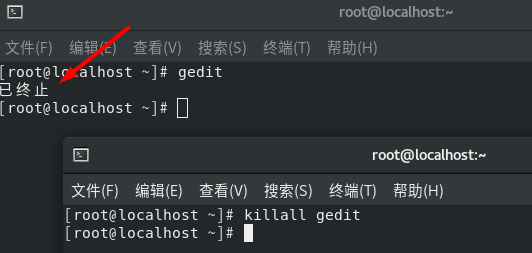 root@localhost:~
文件(F) 编辑(E) 查看(V) 搜索(S) 终端(T) 帮助(H)
[root@localhost ~]# gedit
已终止
[root@localhost ~]#
root@localhost:~
文件(F) 编辑(E) 查看(V) 搜索(S) 终端(T) 帮助(H)
[root@localhost ~]# killall gedit
[root@localhost ~]#